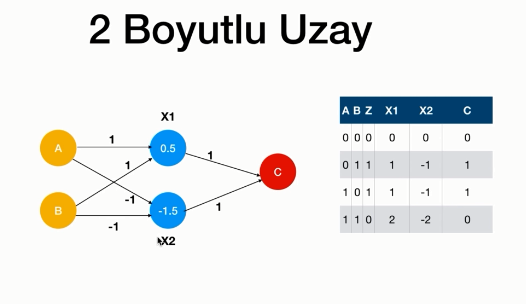 2 Boyutlu Uzay
X1
A
1
0.5
1
1
C
-1
1
B
-1.5
-1
X2
A B Z X1 X2 C
0 0 0 0 0 0
0 1 1 1 -1 1
1 0 1 1 -1 1
1 1 0 2 -2 0